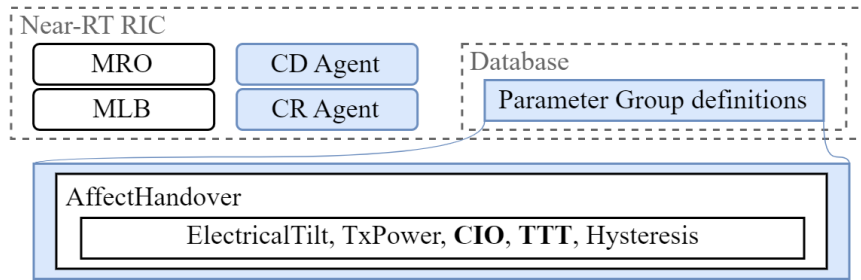 Near-RT RIC
MRO
CD Agent
MLB
CR Agent
Database
Parameter Group definitions
AffectHandover
ElectricalTilt, TxPower, CIO, TTT, Hysteresis